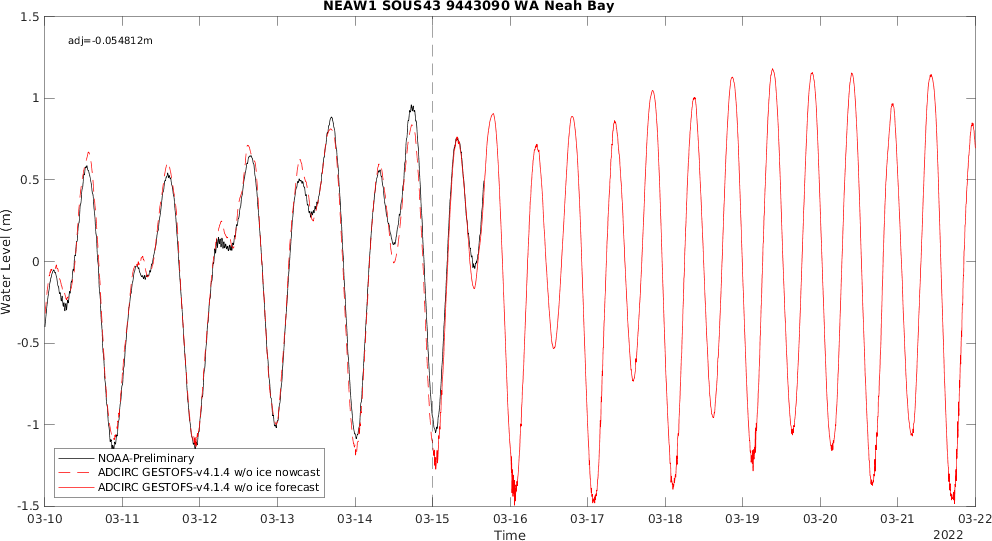 NEAW1 SOUS43 9443090 WA Neah Bay
adj=-0.054812m
1.5
1
0.5
0
-0.5
-1
-1.5
Water Level (m)
NOAA-Preliminary
ADCIRC GESTOFS-v4.1.4 w/o ice nowcast
ADCIRC GESTOFS-v4.1.4 w/o ice forecast
03-10 03-11 03-12 03-13 03-14 03-15 03-16 03-17 03-18 03-19 03-20 03-21 03-22
Time
2022